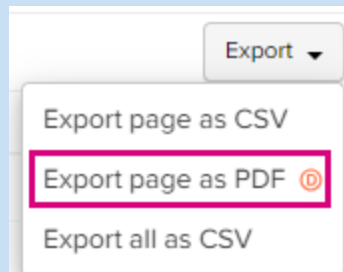 Export
Export page as CSV
Export page as PDF D
Export all as CSV